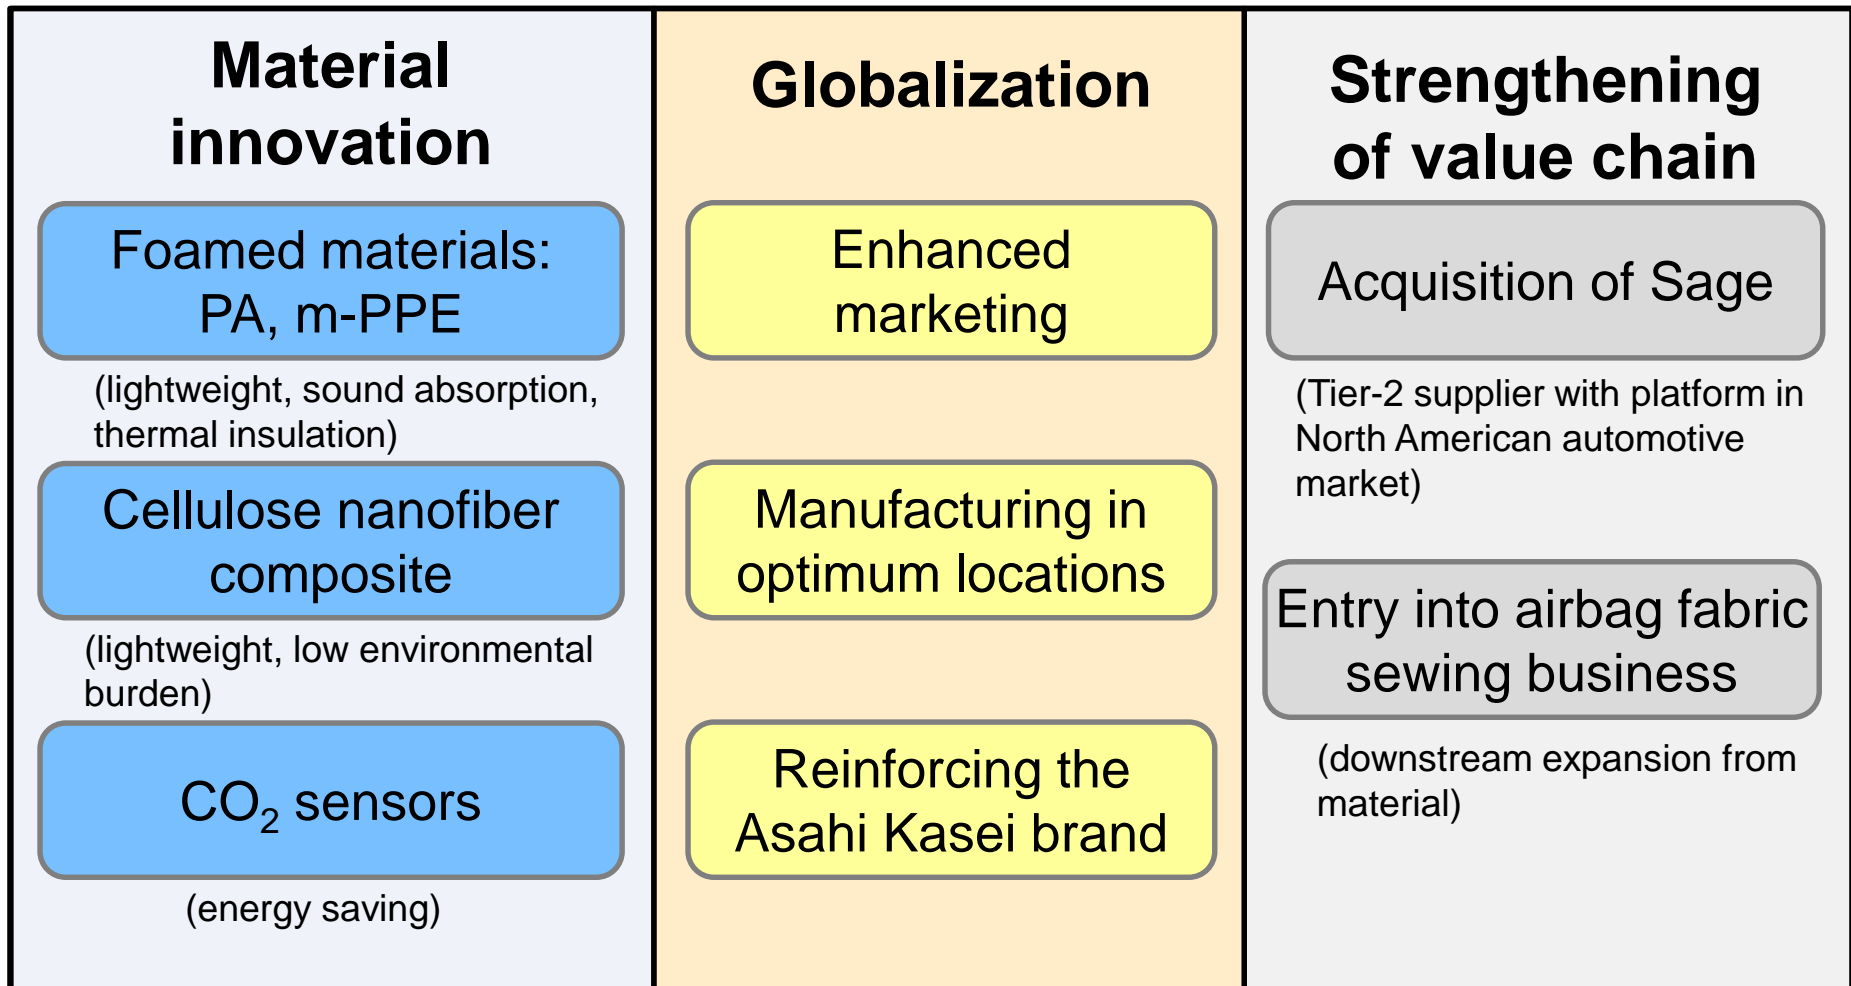 Material
innovation
Foamed materials:
PA, m-PPE
(lightweight, sound absorption,
thermal insulation)
Cellulose nanofiber
composite
(lightweight, low environmental
burden)
CO₂ sensors
(energy saving)
Globalization
Enhanced
marketing
Manufacturing in
optimum locations
Reinforcing the
Asahi Kasei brand
Strengthening
of value chain
Acquisition of Sage
(Tier-2 supplier with platform in
North American automotive
market)
Entry into airbag fabric
sewing business
(downstream expansion from
material)